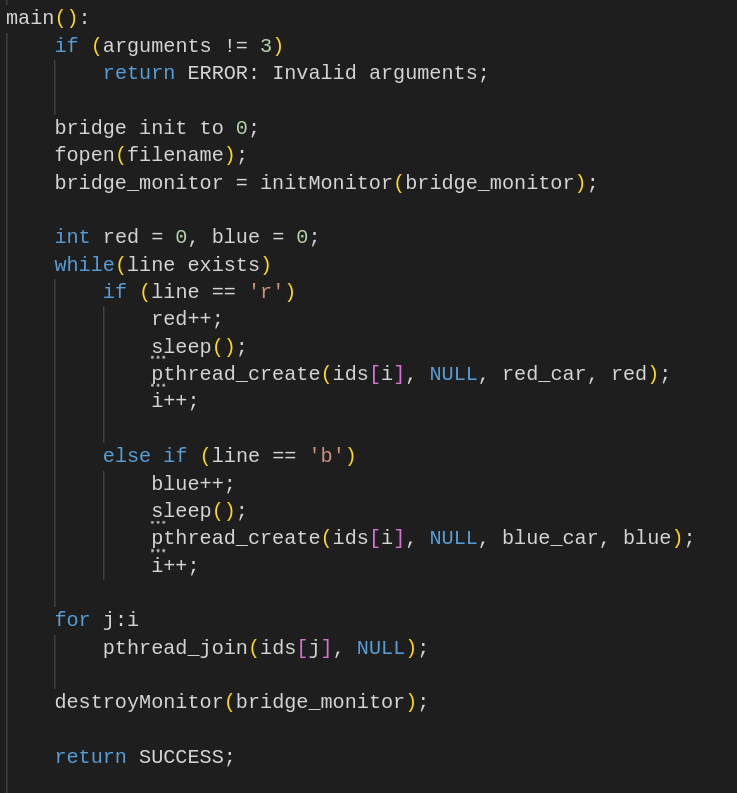 main():
    if (arguments != 3)
        return ERROR: Invalid arguments;

    bridge init to 0;
    fopen(filename);
    bridge_monitor = initMonitor(bridge_monitor);

    int red = 0, blue = 0;
    while(line exists)
        if (line == 'r')
            red++;
            sleep();
            pthread_create(ids[i], NULL, red_car, red);
            i++;

        else if (line == 'b')
            blue++;
            sleep();
            pthread_create(ids[i], NULL, blue_car, blue);
            i++;

    for j:i
        pthread_join(ids[j], NULL);

    destroyMonitor(bridge_monitor);

    return SUCCESS;